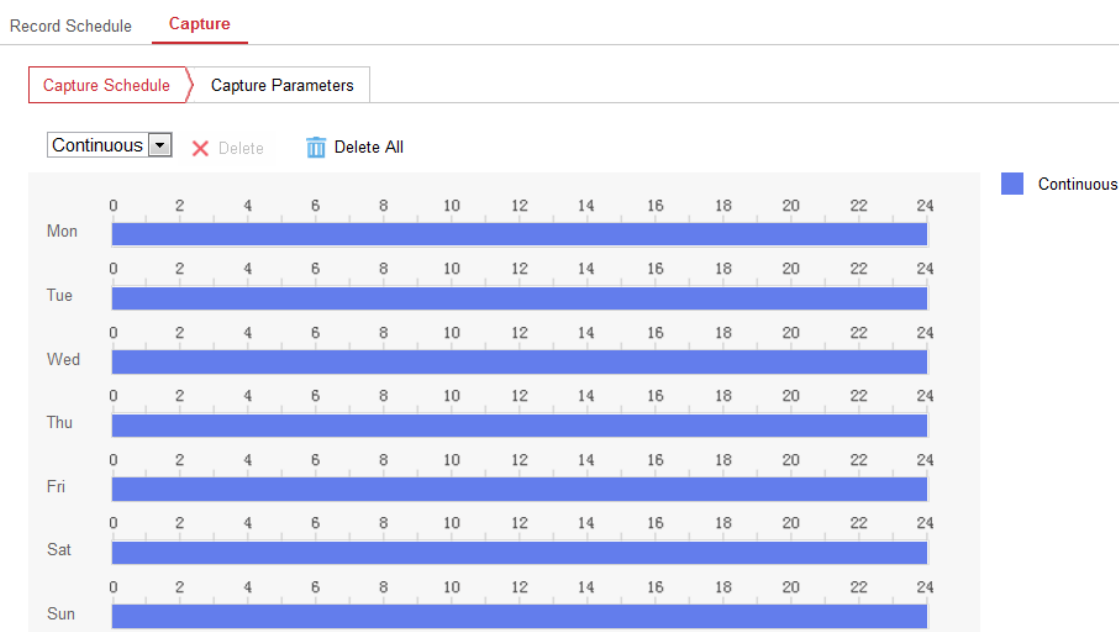 Record Schedule Capture
Capture Schedule Capture Parameters
Continuous Delete Delete All
Continuous
0 2 4 6 8 10 12 14 16 18 20 22 24
Mon
0 2 4 6 8 10 12 14 16 18 20 22 24
Tue
0 2 4 6 8 10 12 14 16 18 20 22 24
Wed
0 2 4 6 8 10 12 14 16 18 20 22 24
Thu
0 2 4 6 8 10 12 14 16 18 20 22 24
Fri
0 2 4 6 8 10 12 14 16 18 20 22 24
Sat
0 2 4 6 8 10 12 14 16 18 20 22 24
Sun